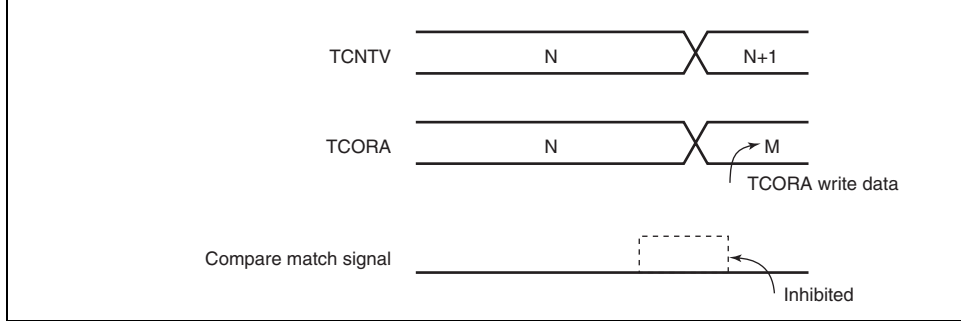 TCNTV N N+1
TCORA N M
TCORA write data
Compare match signal
Inhibited